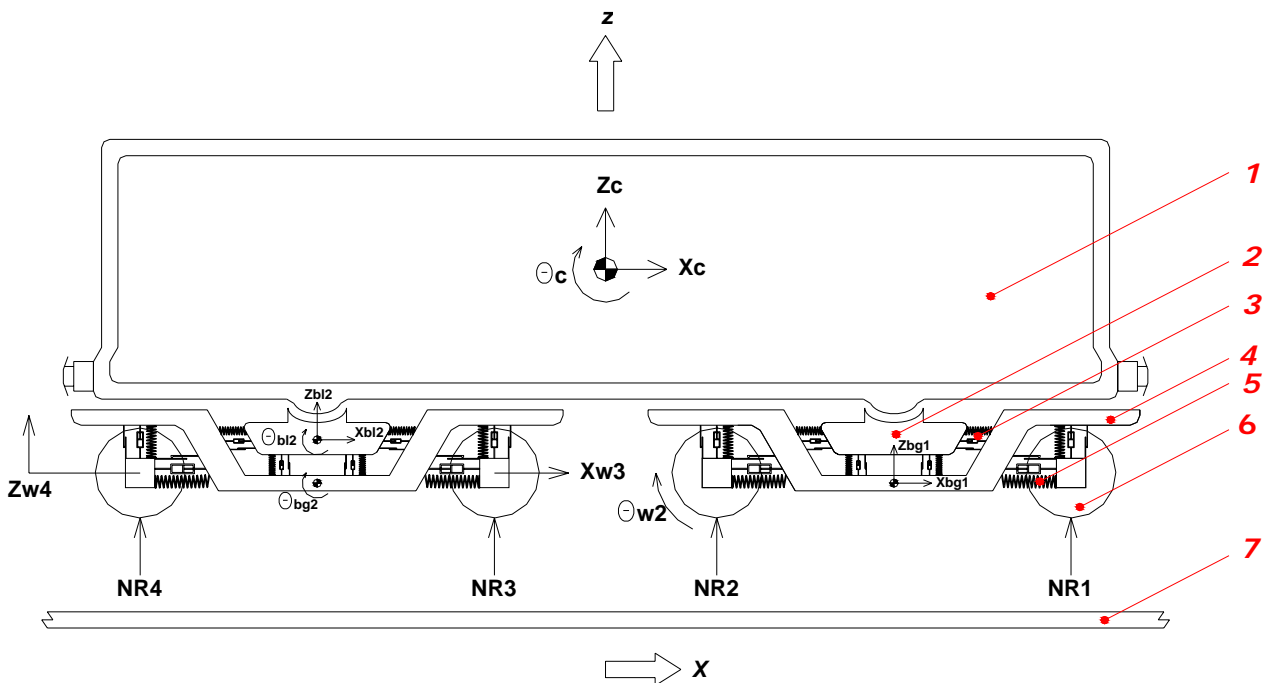 z
1
Zc
2
Θc
Xc
3
4
Zbl2
5
Θbl2
Xbl2
Zbg1
6
Zw4
Xw3
Xbg1
Θbg2
Θw2
NR4
NR3
NR2
NR1
7
X